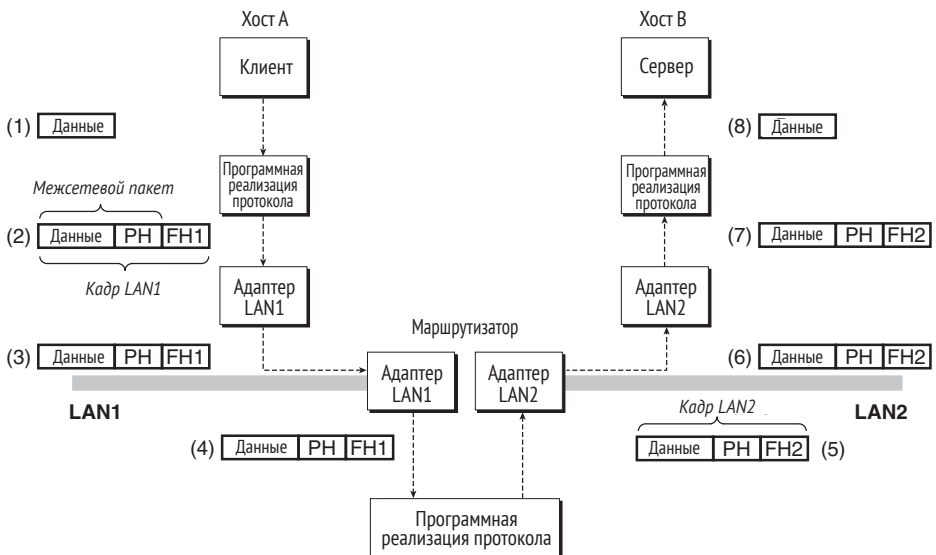 Хост A
Хост B
Клиент
Сервер
(1) Данные
(8) Данные
Программная
реализация
протокола
Программная
реализация
протокола
Межсетевой пакет
(2) Данные PH FH1
Кадр LAN1
(7) Данные PH FH2
Адаптер
LAN1
Адаптер
LAN2
Маршрутизатор
(3) Данные PH FH1
(6) Данные PH FH2
Адаптер
LAN1
Адаптер
LAN2
LAN1
LAN2
Кадр LAN2
(4) Данные PH FH1
Данные PH FH2 (5)
Программная
реализация протокола